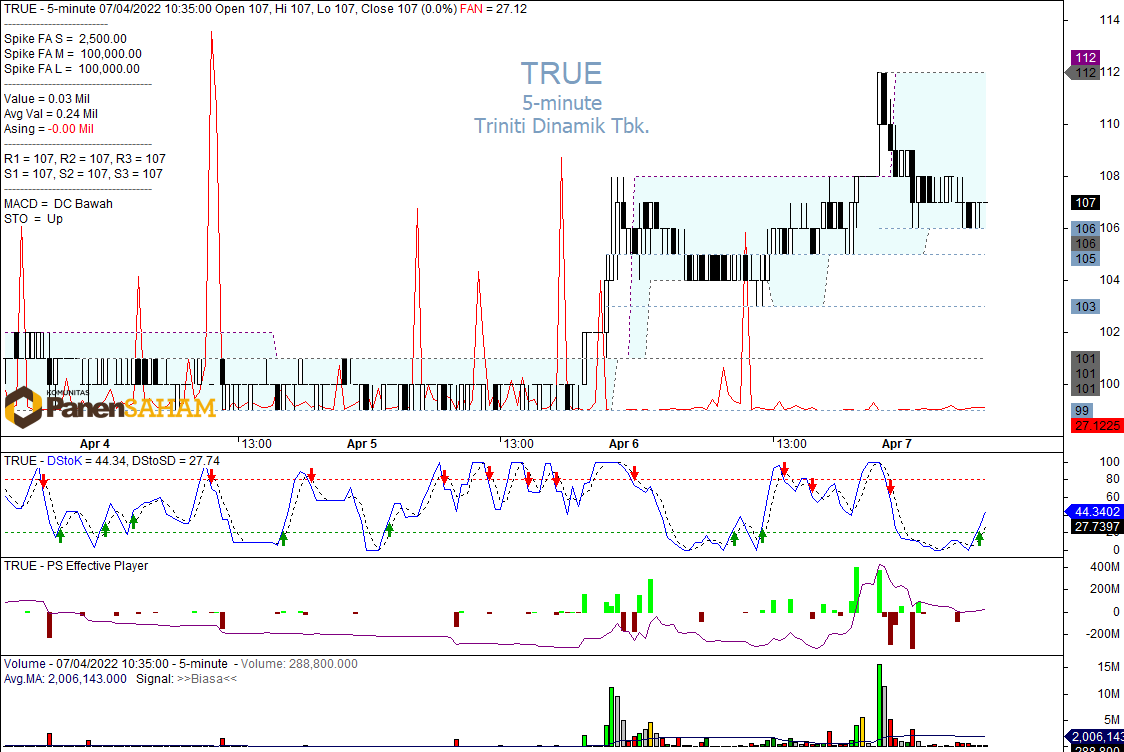 TRUE - 5-minute 07/04/2022 10:35:00 Open 107, Hi 107, Lo 107, Close 107 (0.0%) FAN = 27.12
Spike FA S = 2,500.00
Spike FA M = 100,000.00
Spike FA L = 100,000.00
Value = 0.03 Mil
Avg Val = 0.24 Mil
Asing = -0.00 Mil
R1 = 107, R2 = 107, R3 = 107
S1 = 107, S2 = 107, S3 = 107
MACD = DC Bawah
STO = Up
TRUE
5-minute
Triniti Dinamik Tbk.
114
112
112
112
110
108
107
106
106
106
105
104
103
102
101
101
101
100
99
27.1225
KOMUNITAS
PanenSAHAM
Apr 4
13:00
Apr 5
13:00
Apr 6
13:00
Apr 7
TRUE - DStoK = 44.34, DStoSD = 27.74
100
80
60
44.3402
27.7397
20
0
TRUE - PS Effective Player
400M
200M
0
-200M
Volume - 07/04/2022 10:35:00 - 5-minute - Volume: 288,800.000
Avg.MA: 2,006,143.000 Signal: >>Biasa<<
15M
10M
5M
2,006,143
288,800